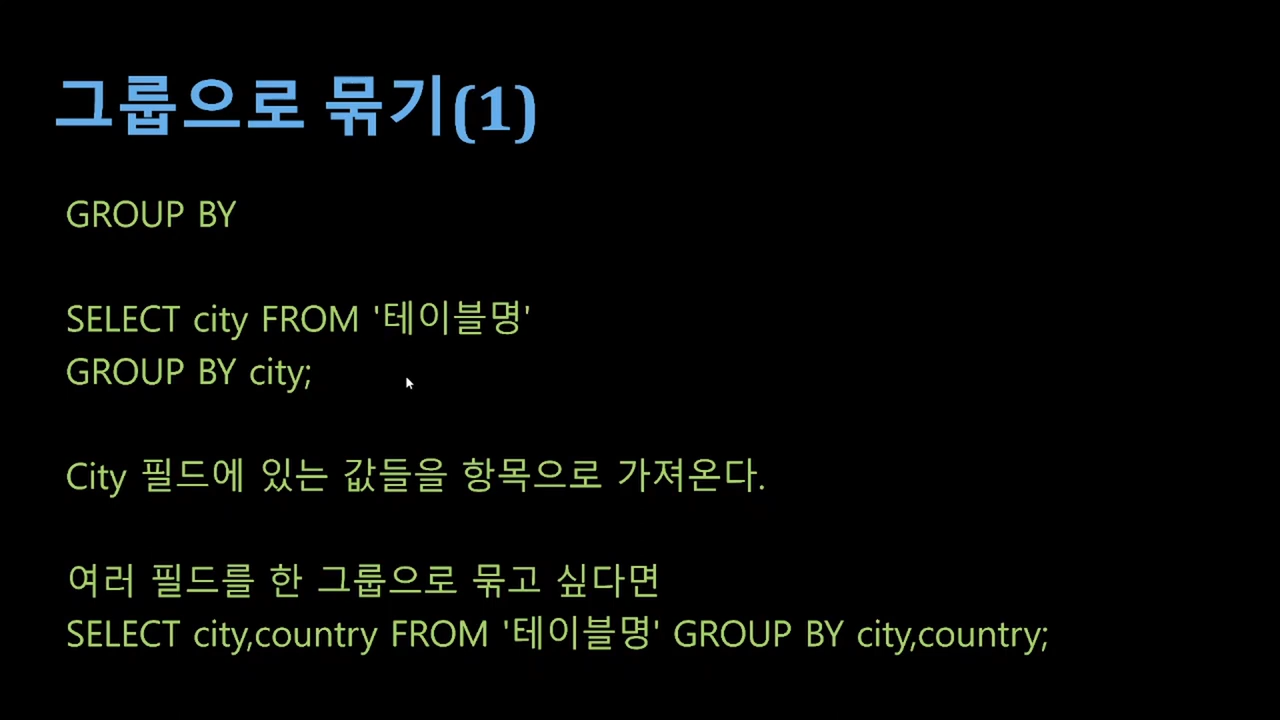 그룹으로 묶기(1)
GROUP BY
SELECT city FROM '테이블명'
GROUP BY city;
City 필드에 있는 값들을 항목으로 가져온다.
여러 필드를 한 그룹으로 묶고 싶다면
SELECT city,country FROM '테이블명' GROUP BY city,country;